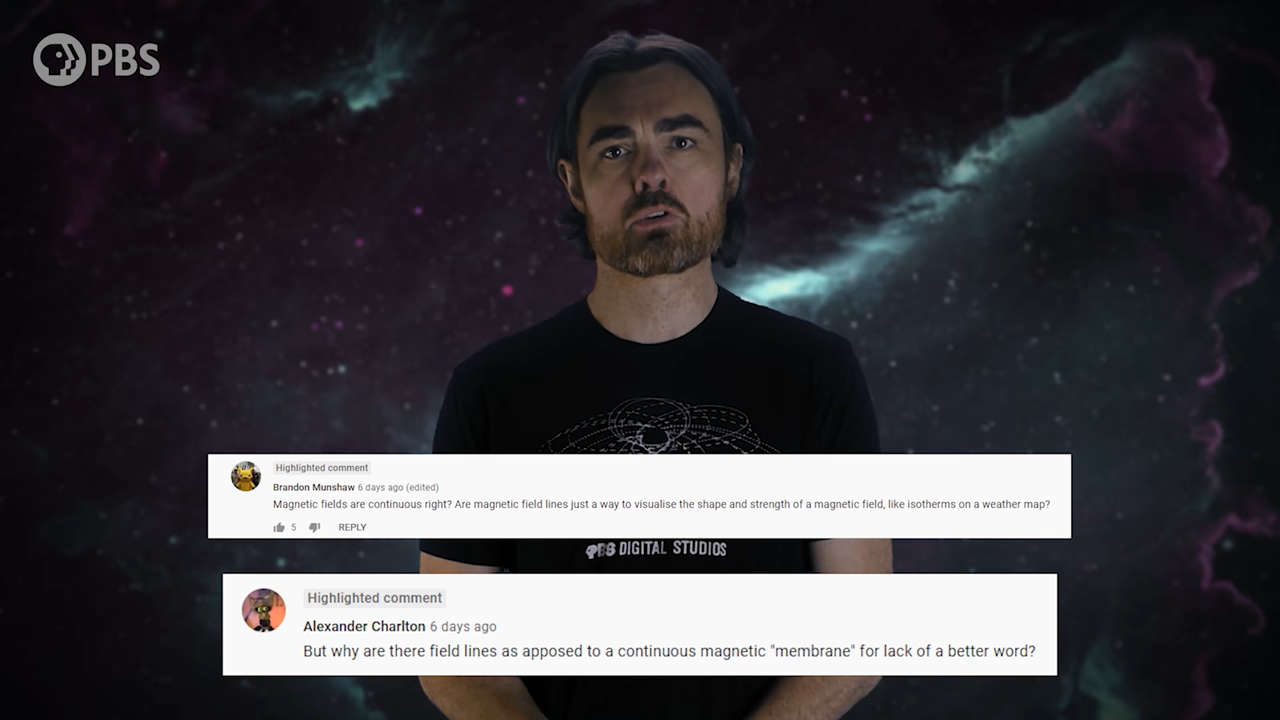 PBS
Highlighted comment
Brandon Munshaw 6 days ago (edited)
Magnetic fields are continuous right? Are magnetic field lines just a way to visualise the shape and strength of a magnetic field, like isotherms on a weather map?
5 REPLY
PBS DIGITAL STUDIOS
Highlighted comment
Alexander Charlton 6 days ago
But why are there field lines as apposed to a continuous magnetic "membrane" for lack of a better word?